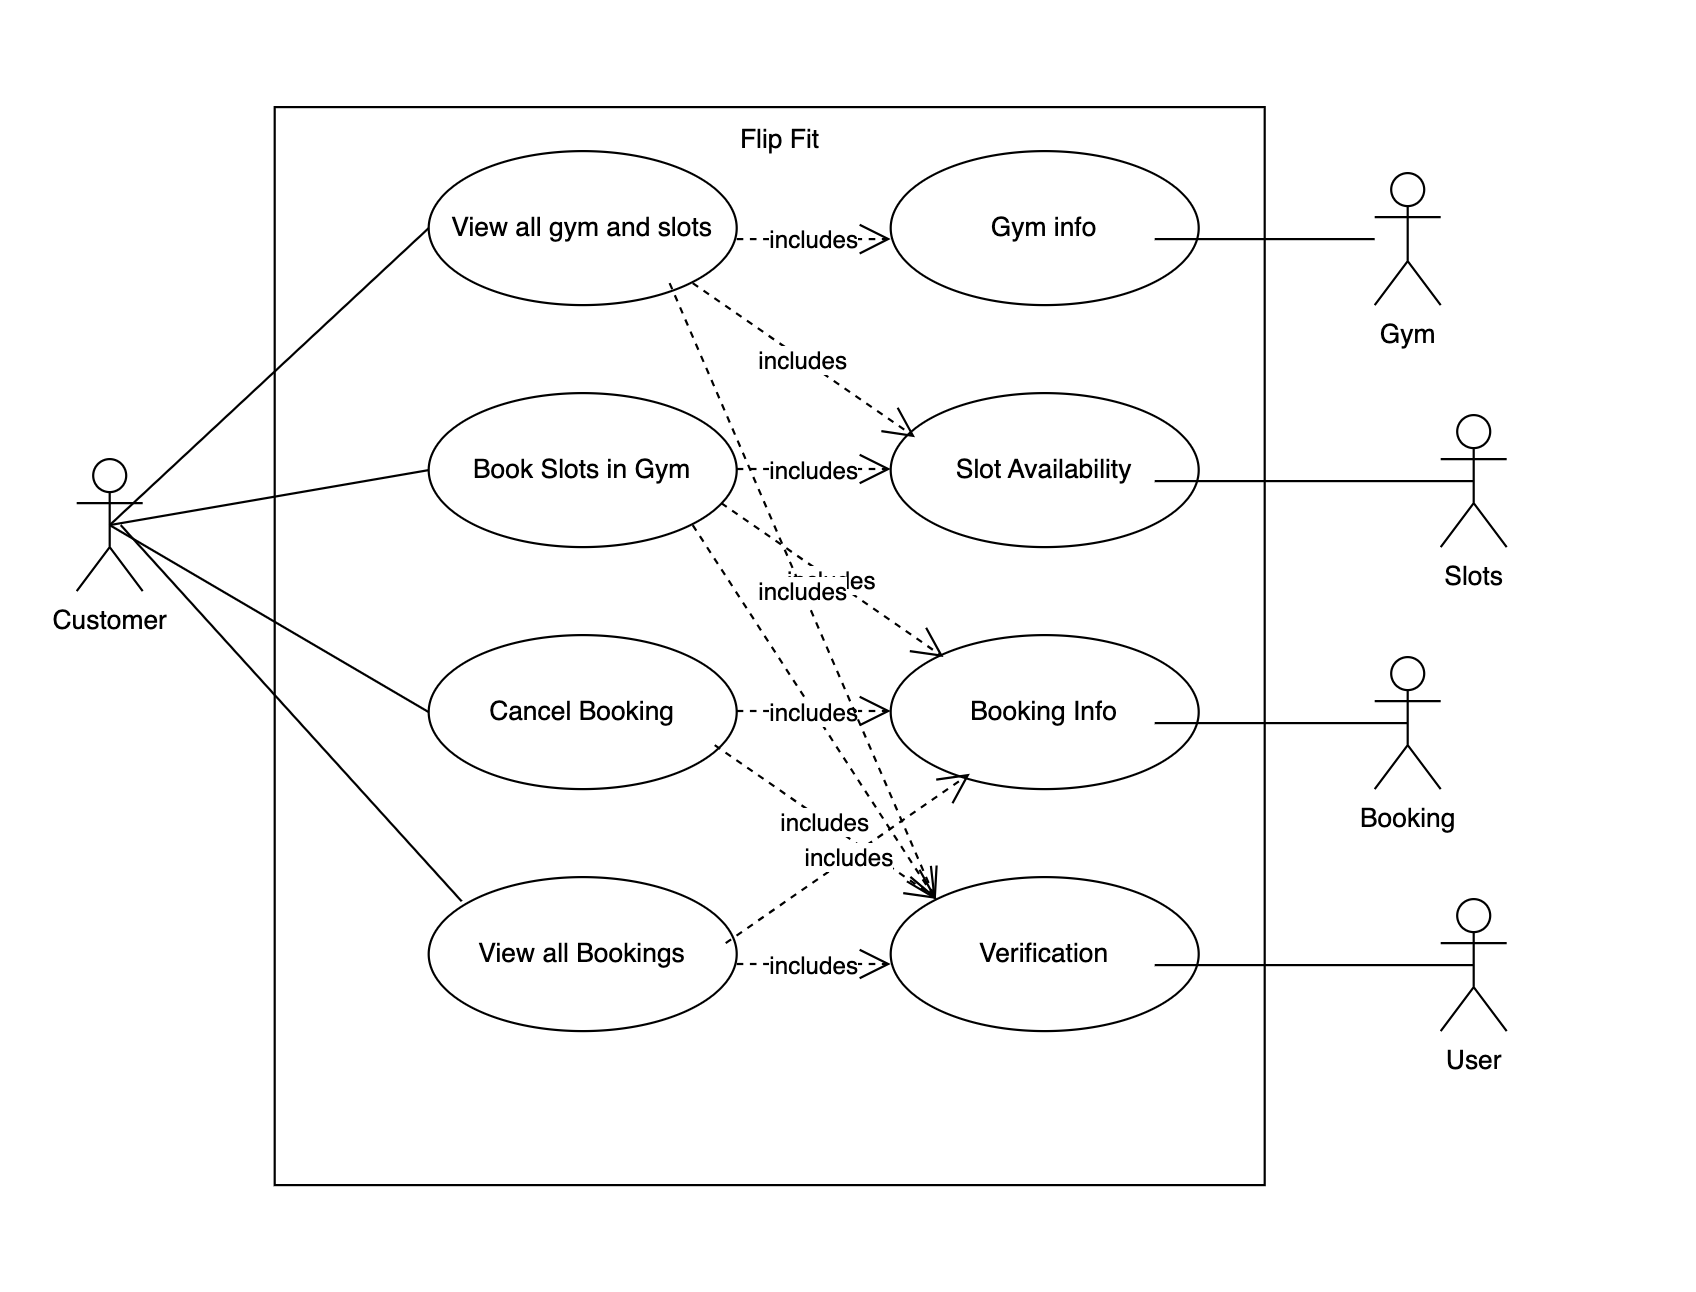 Flip Fit
View all gym and slots
includes
Gym info
Gym
includes
Book Slots in Gym
includes
Slot Availability
Slots
includes
Customer
Cancel Booking
includes
Booking Info
Booking
includes
includes
View all Bookings
includes
Verification
User